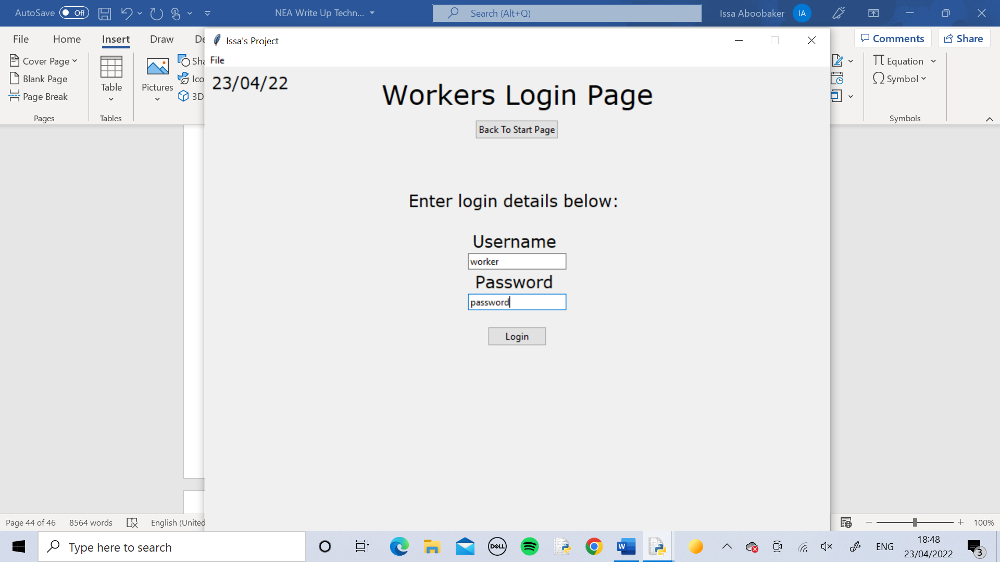 AutoSave Off
NEA Write Up Techn...
Search (Alt+Q)
Issa Aboobaker IA
File Home Insert Draw
Comments Share
Cover Page
Blank Page
Page Break
Pages
Table
Tables
Pictures
3D
Equation
Symbol
Symbols
Issa's Project
File
23/04/22
Workers Login Page
Back To Start Page
Enter login details below:
Username
worker
Password
password
Login
Page 44 of 46 8564 words English (United
100%
Type here to search
DELL
W
ENG
18:48
23/04/2022
3